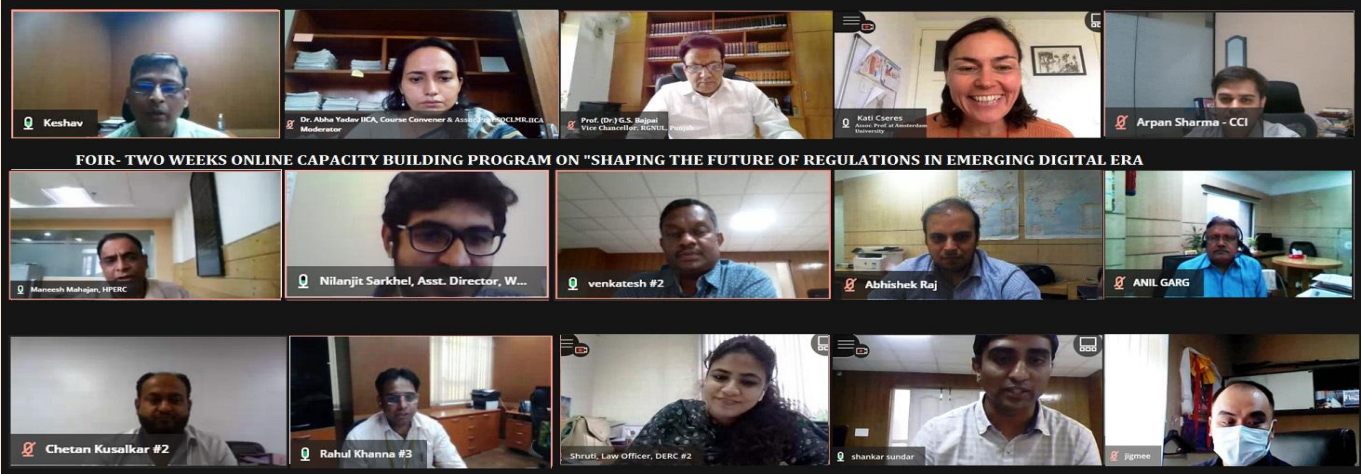 Keshav
Dr. Abha Yadav IICA, Course Convener &
Moderator
Prof. (Dr.) G.S. Bajpai
Vice Chancellor, RGNUL, Punjab
Kati Cseres
Assoc. Prof at Amsterdam
University
Arpan Sharma - CCI
FOIR- TWO WEEKS ONLINE CAPACITY BUILDING PROGRAM ON "SHAPING THE FUTURE OF REGULATIONS IN EMERGING DIGITAL ERA
Maneesh Mahajan, HPERC
Nilanjit Sarkhel, Asst. Director, W...
venkatesh #2
Abhishek Raj
ANIL GARG
Chetan Kusalkar #2
Rahul Khanna #3
Shruti, Law Officer, DERC #2
shankar sundar
jigmee